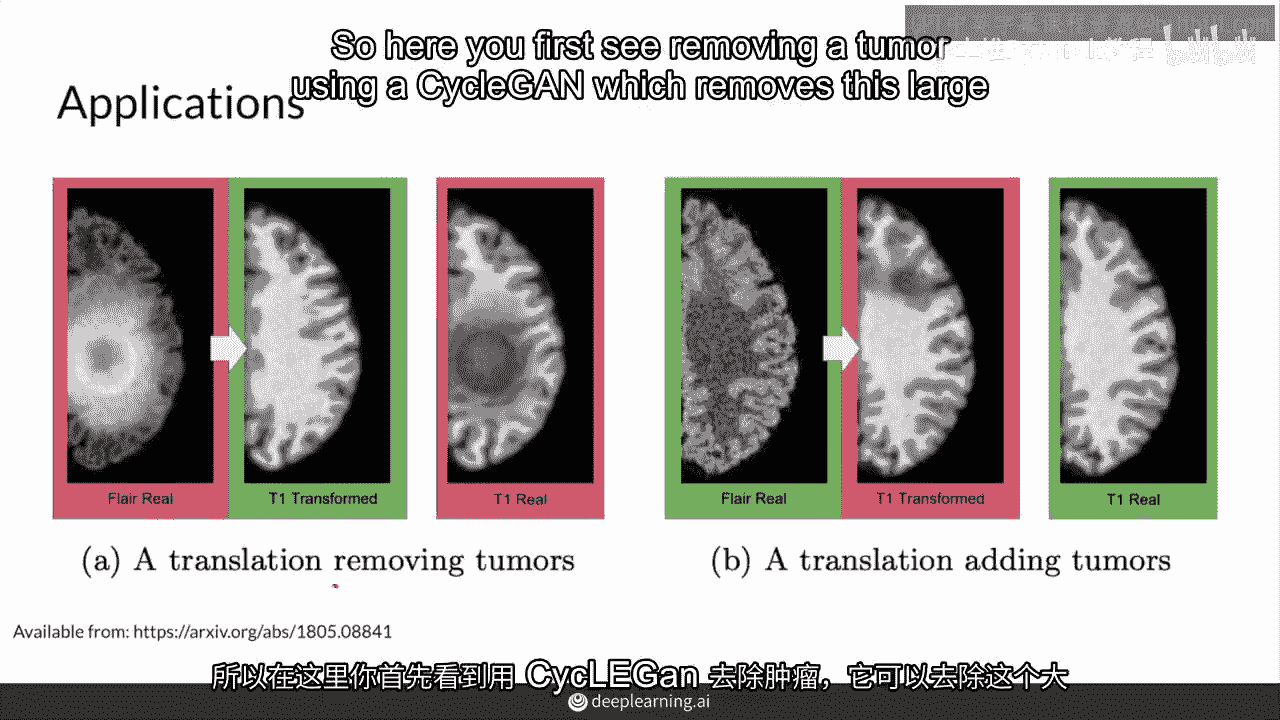 So here you first see removing a tumor
using a CycleGAN which removes this large
Applications
Flair Real
T1 Transformed
T1 Real
Flair Real
T1 Transformed
T1 Real
(a) A translation removing tumors
(b) A translation adding tumors
Available from: https://arxiv.org/abs/1805.08841
所以在这里你首先看到用 CycLEGan 去除肿瘤，它可以去除这个大
deeplearning.ai